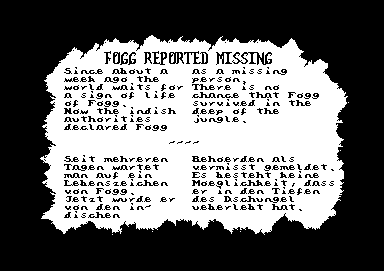 FOGG REPORTED MISSING
Since about a
week ago the
world waits for
a sign of life
of Fogg.
Now the indish
authorities
declared Fogg
as a missing
person.
There is no
chance that Fogg
survived in the
deep of the
jungle.
~~~~
Seit mehreren
Tagen wartet
man auf ein
Lebenszeichen
von Fogg.
Jetzt wurde er
von den in-
dischen
Behoerden als
vermisst gemeldet.
Es besteht keine
Moeglichkeit, dass
er in den Tiefen
des Dschungel
ueberlebt hat.